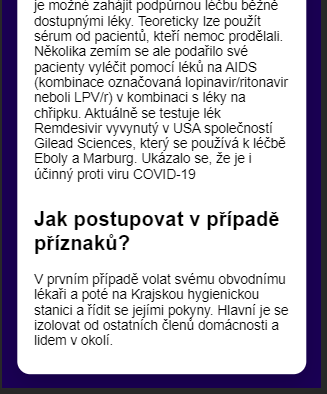 je možné zahájit podpůrnou léčbu běžně
dostupnými léky. Teoreticky lze použít
sérum od pacientů, kteří nemoc prodělali.
Několika zemím se ale podařilo své
pacienty vyléčit pomocí léků na AIDS
(kombinace označovaná lopinavir/ritonavir
neboli LPV/r) v kombinaci s léky na
chřipku. Aktuálně se testuje lék
Remdesivir vyvynutý v USA společností
Gilead Sciences, který se používá k léčbě
Eboly a Marburg. Ukázalo se, že je i
účinný proti viru COVID-19
Jak postupovat v případě
příznaků?
V prvním případě volat svému obvodnímu
lékaři a poté na Krajskou hygienickou
stanici a řídit se jejími pokyny. Hlavní je se
izolovat od ostatních členů domácnosti a
lidem v okolí.